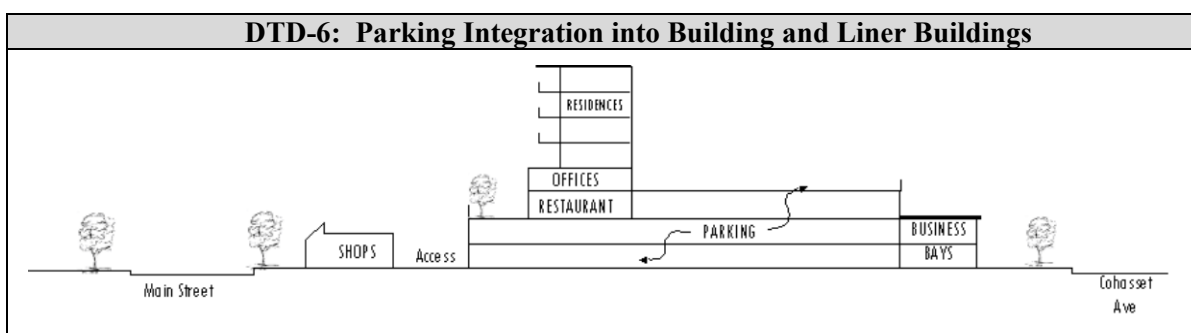 DTD-6: Parking Integration into Building and Liner Buildings
RESIDENCES
OFFICES
RESTAURANT
PARKING
BUSINESS
BAYS
SHOPS
Access
Main Street
Cohasset
Ave